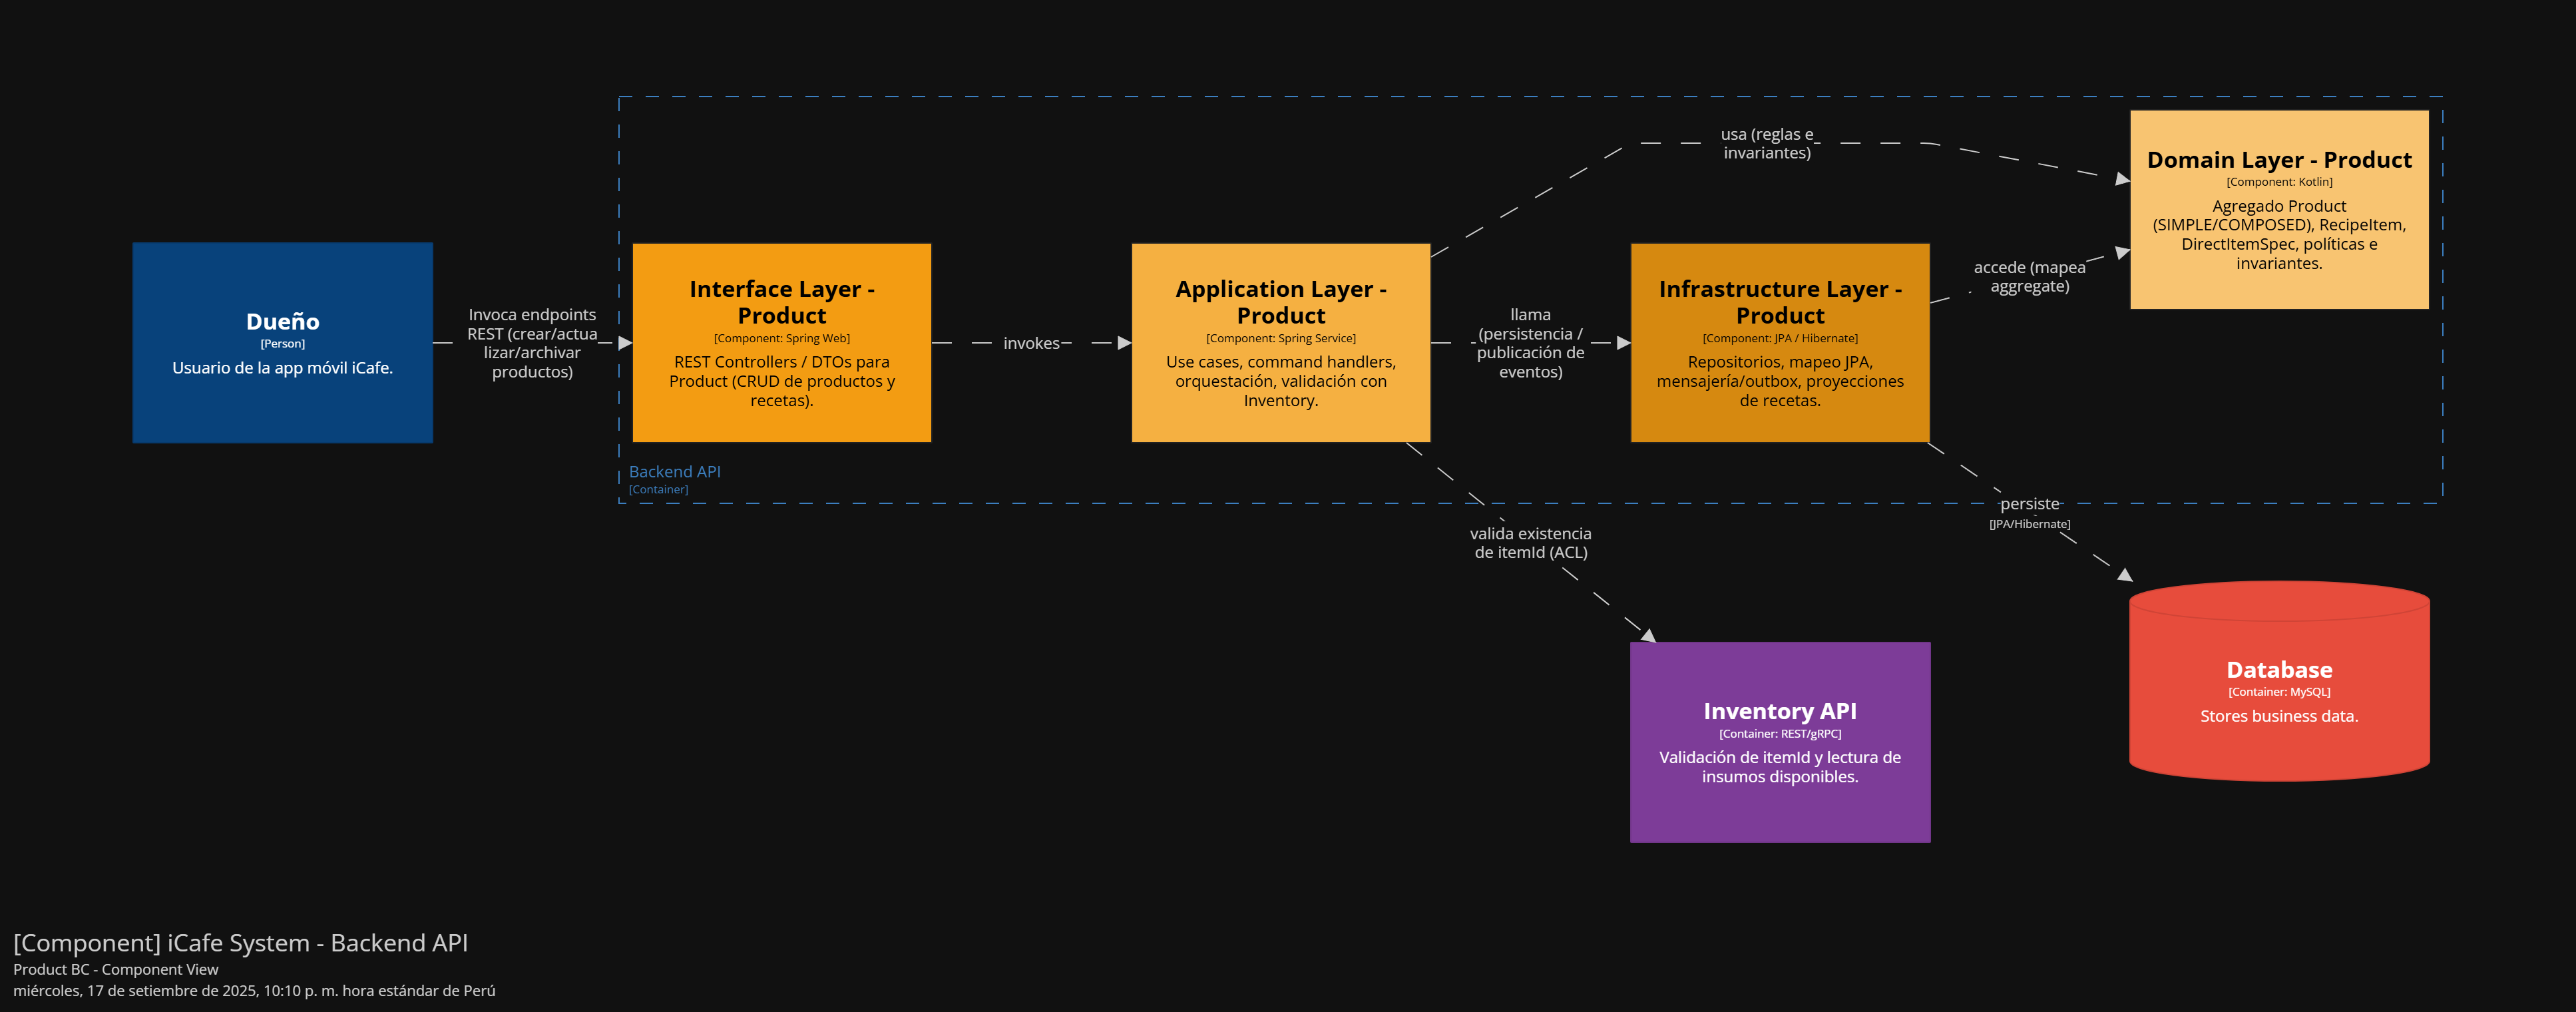 Dueño
[Person]
Usuario de la app móvil iCafe.
Invoca endpoints
REST (crear/actua
lizar/archivar
productos)
Interface Layer -
Product
[Component: Spring Web]
REST Controllers / DTOs para
Product (CRUD de productos y
recetas).
Backend API
[Container]
invokes
Application Layer -
Product
[Component: Spring Service]
Use cases, command handlers,
orquestación, validación con
Inventory.
usa (reglas e
invariantes)
llama
(persistencia /
publicación de
eventos)
Infrastructure Layer -
Product
[Component: JPA / Hibernate]
Repositorios, mapeo JPA,
mensajería/outbox, proyecciones
de recetas.
accede (mapea
aggregate)
Domain Layer - Product
[Component: Kotlin]
Agregado Product
(SIMPLE/COMPOSED), RecipeItem,
DirectItemSpec, políticas e
invariantes.
valida existencia
de itemId (ACL)
persiste
[JPA/Hibernate]
Inventory API
[Container: REST/gRPC]
Validación de itemId y lectura de
insumos disponibles.
Database
[Container: MySQL]
Stores business data.
[Component] iCafe System - Backend API
Product BC - Component View
miércoles, 17 de setiembre de 2025, 10:10 p. m. hora estándar de Perú